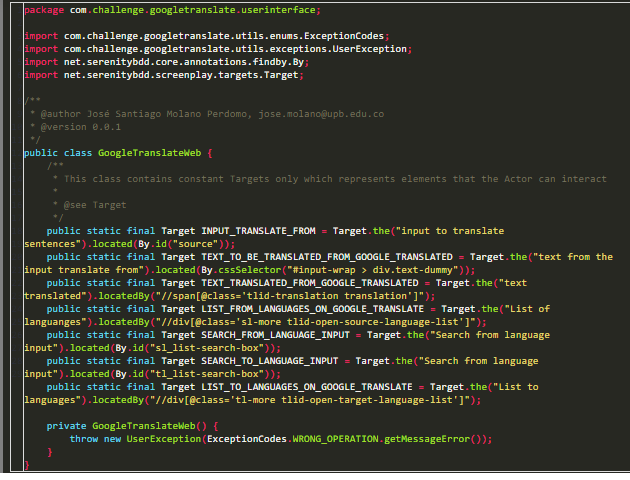 package com.challenge.googletranslate.userinterface;
import com.challenge.googletranslate.utils.enums.ExceptionCodes;
import com.challenge.googletranslate.utils.exceptions.UserException;
import net.serenitybdd.core.annotations.findby.By;
import net.serenitybdd.screenplay.targets.Target;
/**
 * @author José Santiago Molano Perdomo, jose.molano@upb.edu.co
 * @version 0.0.1
 */
public class GoogleTranslateWeb {
    /**
     * This class contains constant Targets only which represents elements that the Actor can interact
     *
     * @see Target
     */
    public static final Target INPUT_TRANSLATE_FROM = Target.the("input to translate
sentences").located(By.id("source"));
    public static final Target TEXT_TO_BE_TRANSLATED_FROM_GOOGLE_TRANSLATED = Target.the("text from the
input translate from").located(By.cssSelector("#input-wrap > div.text-dummy"));
    public static final Target TEXT_TRANSLATED_FROM_GOOGLE_TRANSLATED = Target.the("text
translated").locatedBy("//span[@class='tlid-translation translation']");
    public static final Target LIST_FROM_LANGUAGES_ON_GOOGLE_TRANSLATE = Target.the("List of
languages").locatedBy("//div[@class='sl-more tlid-open-source-language-list']");
    public static final Target SEARCH_FROM_LANGUAGE_INPUT = Target.the("Search from language
input").located(By.id("sl_list-search-box"));
    public static final Target SEARCH_TO_LANGUAGE_INPUT = Target.the("Search from language
input").located(By.id("tl_list-search-box"));
    public static final Target LIST_TO_LANGUAGES_ON_GOOGLE_TRANSLATE = Target.the("List to
languages").locatedBy("//div[@class='tl-more tlid-open-target-language-list']");
    private GoogleTranslateWeb() {
        throw new UserException(ExceptionCodes.WRONG_OPERATION.getMessageError());
    }
}